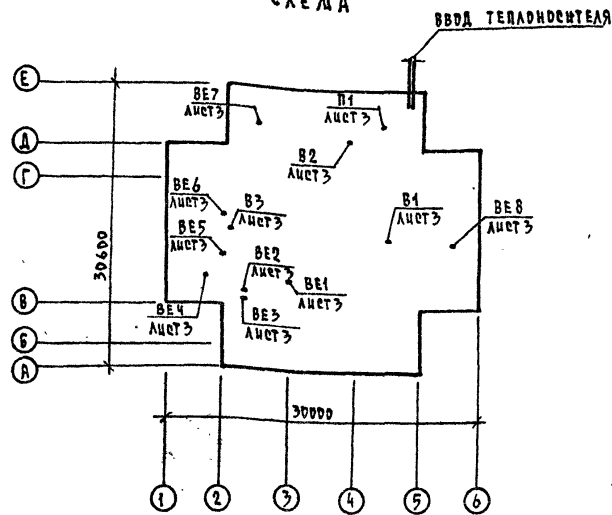 СХЕМА
ВВОД ТЕПЛОНОСИТЕЛЯ
Е
ВЕ7
ЛИСТ 3
П1
ЛИСТ 3
Д
В2
ЛИСТ 3
Г
ВЕ6
ЛИСТ 3
В3
ЛИСТ 3
В1
ЛИСТ 3
ВЕ8
ЛИСТ 3
ВЕ5
ЛИСТ 3
ВЕ2
ЛИСТ 3
ВЕ1
ЛИСТ 3
30600
В
ВЕ4
ЛИСТ 3
ВЕ3
ЛИСТ 3
Б
А
30000
1 2 3 4 5 6